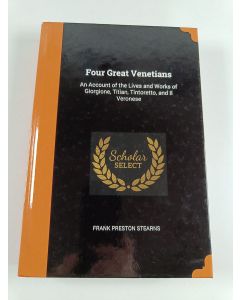 Four Great Venetians
An Account of the Lives and Works of
Giorgione, Titian, Tintoretto, and Il
Veronese
Scholar
SELECT
FRANK PRESTON STEARNS